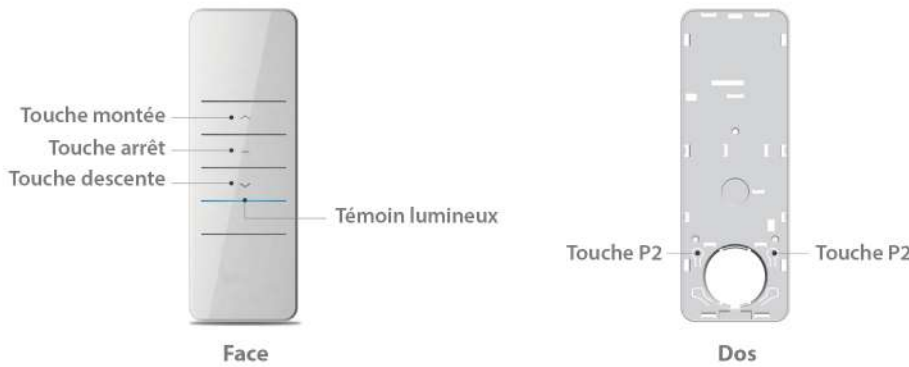 Touche montée
Touche arrêt
Touche descente
Témoin lumineux
Face
Touche P2
Touche P2
Dos